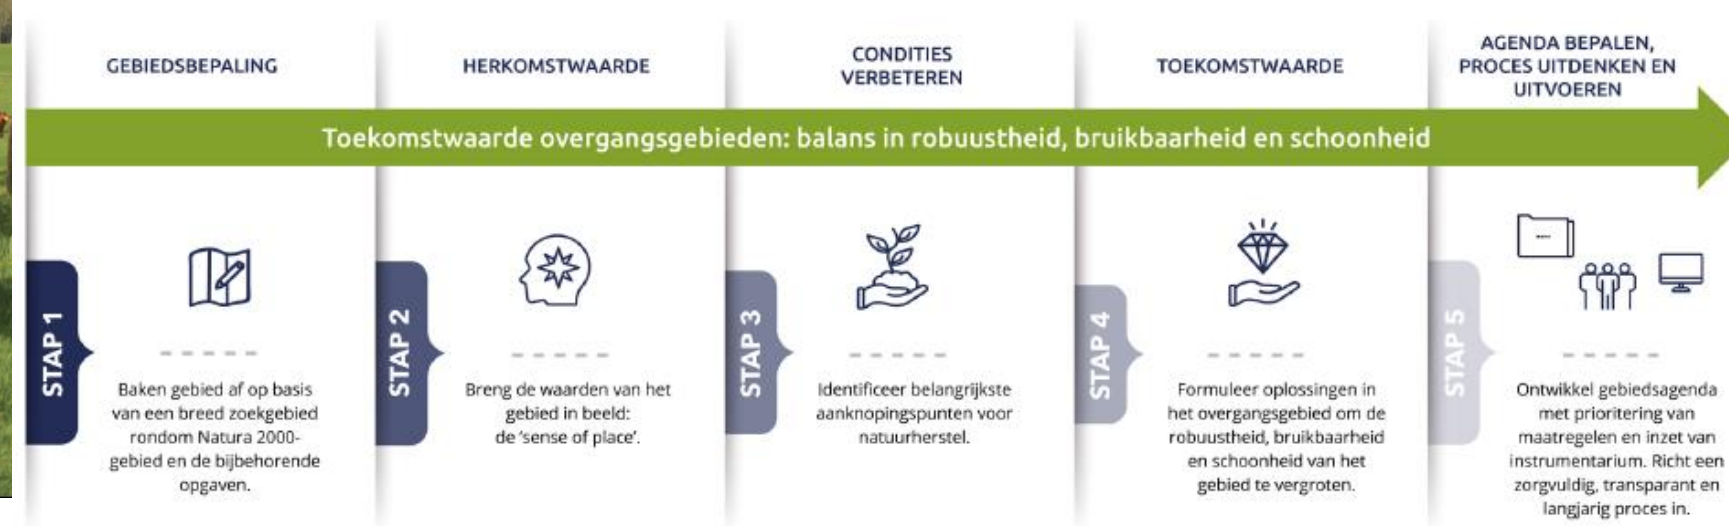 GEBIEDSBEPALING
HERKOMSTWAARDE
CONDITIES
VERBETEREN
TOEKOMSTWAARDE
AGENDA BEPALEN,
PROCES UITDENKEN EN
UITVOEREN
Toekomstwaarde overgangsgebieden: balans in robuustheid, bruikbaarheid en schoonheid
STAP 1
Baken gebied af op basis
van een breed zoekgebied
rondom Natura 2000-
gebied en de bijbehorende
opgaven.
STAP 2
Breng de waarden van het
gebied in beeld:
de ‘sense of place’.
STAP 3
Identificeer belangrijkste
aanknopingspunten voor
natuurherstel.
STAP 4
Formuleer oplossingen in
het overgangsgebied om de
robuustheid, bruikbaarheid
en schoonheid van het
gebied te vergroten.
STAP 5
Ontwikkel gebiedsagenda
met prioritering van
maatregelen en inzet van
instrumentarium. Richt een
zorgvuldig, transparant en
langjarig proces in.